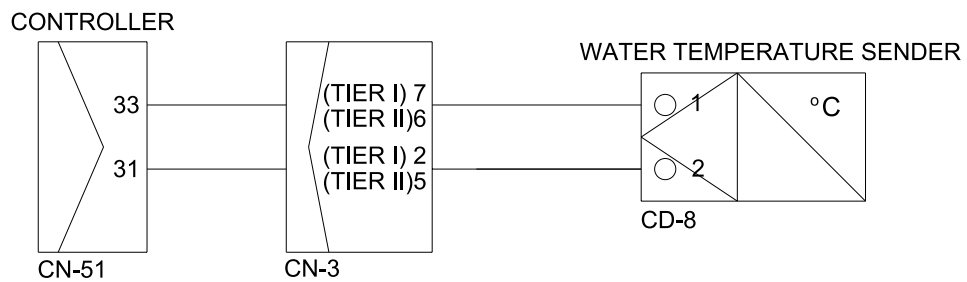 CONTROLLER
WATER TEMPERATURE SENDER
33
(TIER I) 7
(TIER II)6
1
°C
31
(TIER I) 2
(TIER II)5
2
CD-8
CN-51
CN-3